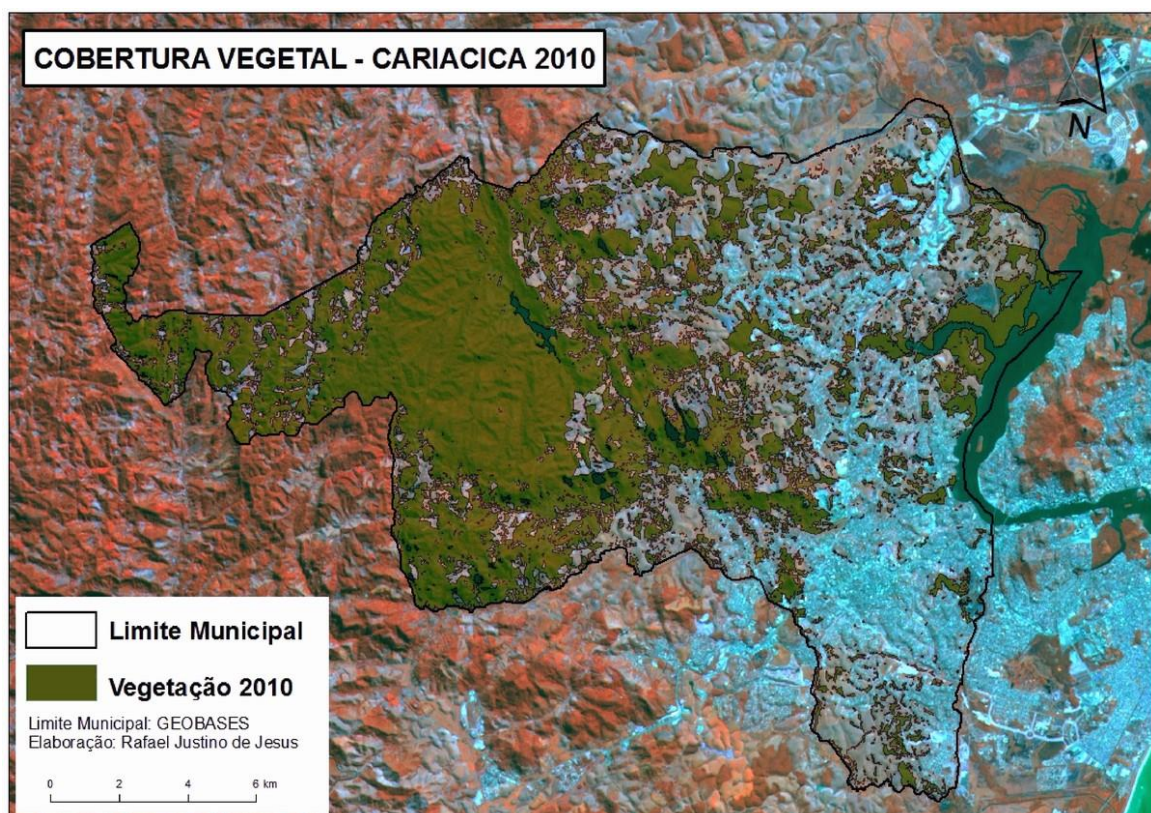 COBERTURA VEGETAL - CARIACICA 2010
N
Limite Municipal
Vegetação 2010
Limite Municipal: GEOBASES
Elaboração: Rafael Justino de Jesus
0 2 4 6 km